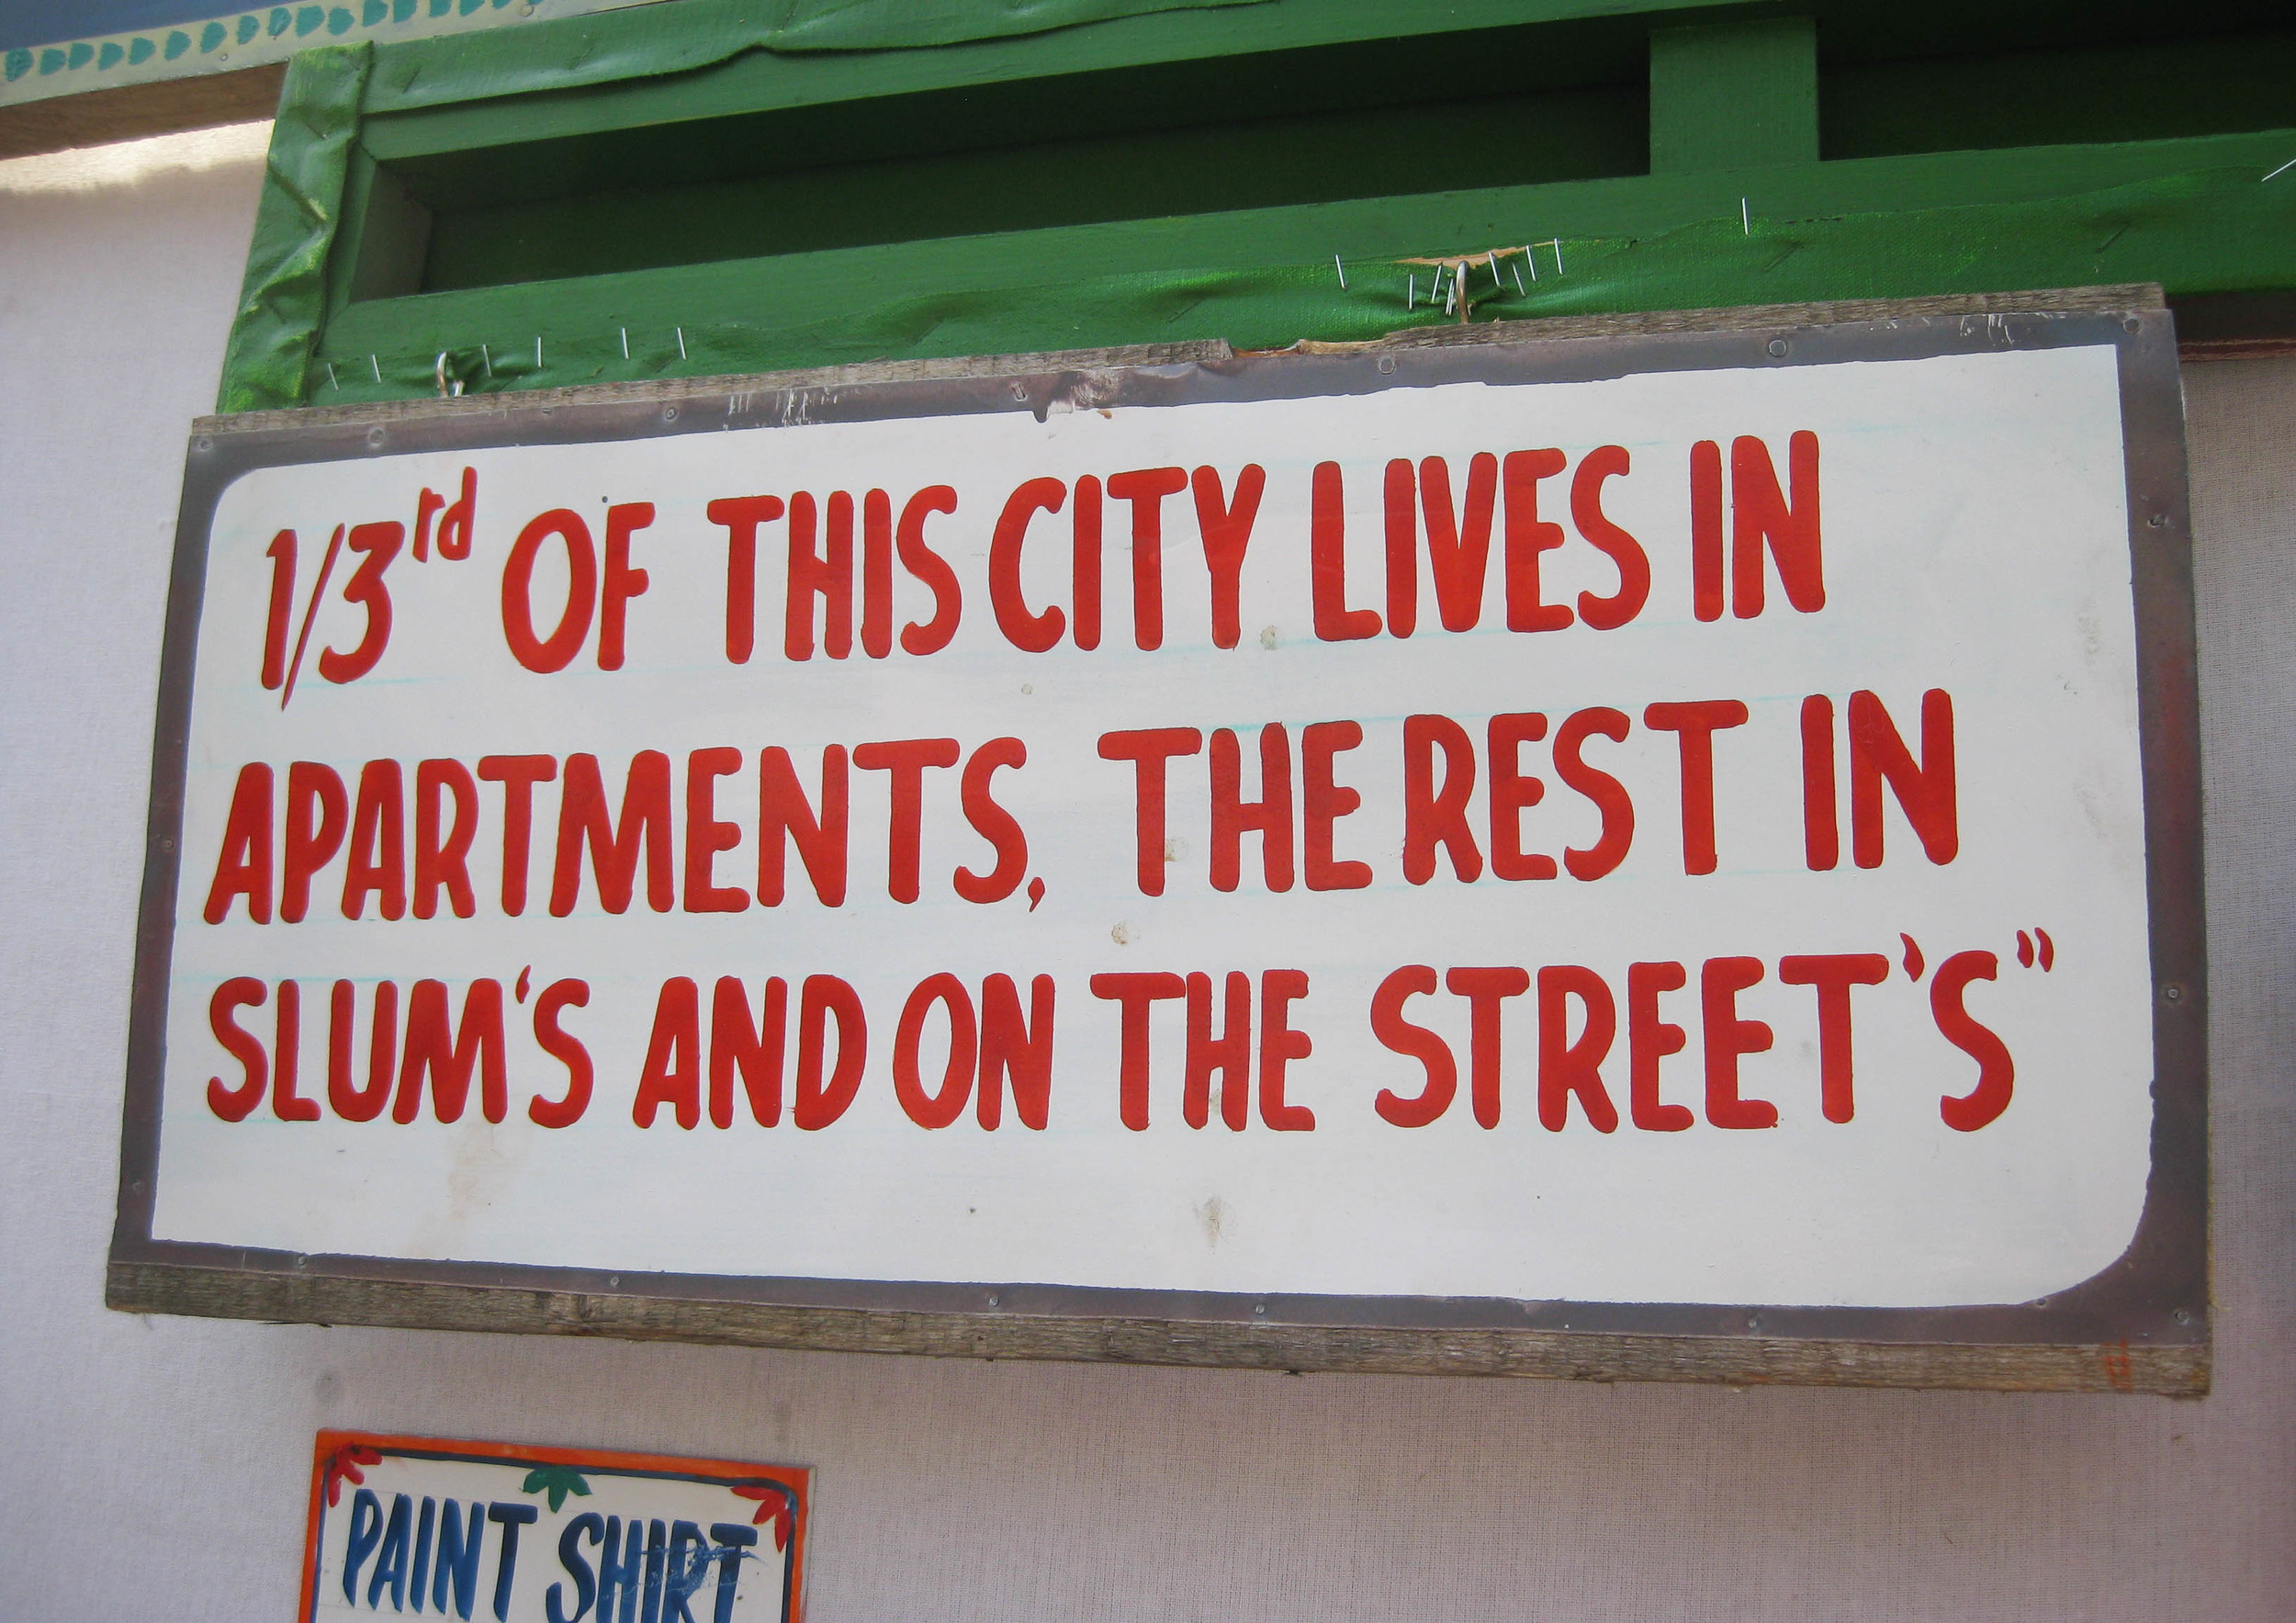 1/3rd OF THIS CITY LIVES IN
APARTMENTS, THE REST IN
SLUM'S AND ON THE STREET'S"
PAINT SHIRT